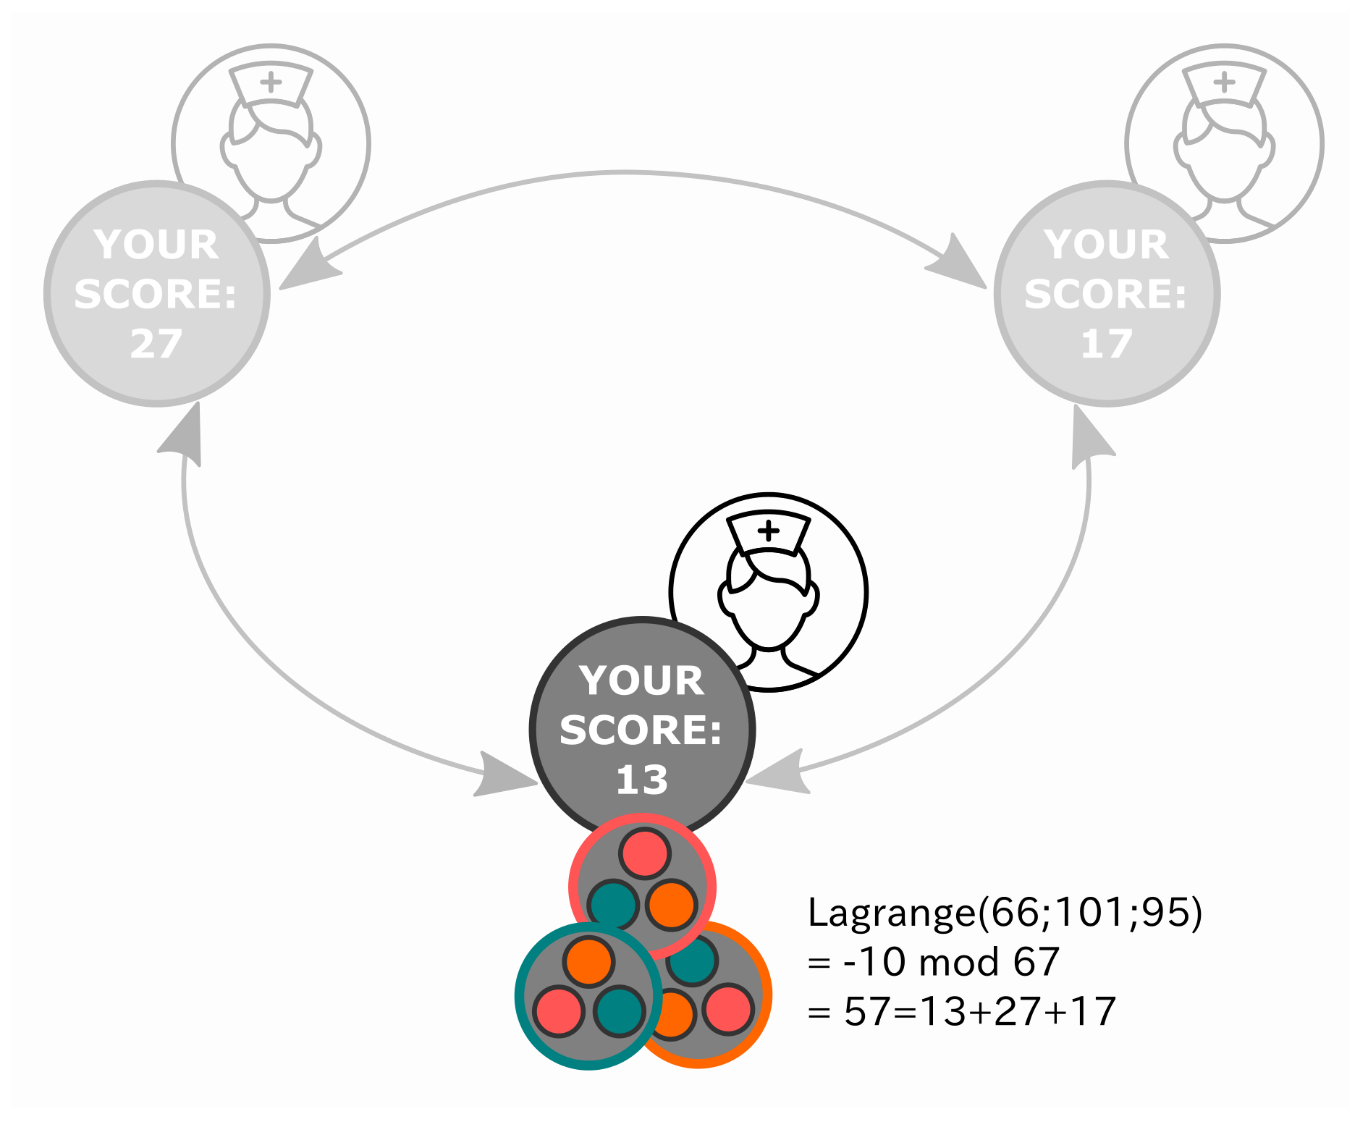 YOUR
SCORE:
27
YOUR
SCORE:
17
YOUR
SCORE:
13
Lagrange(66;101;95)
= -10 mod 67
= 57=13+27+17